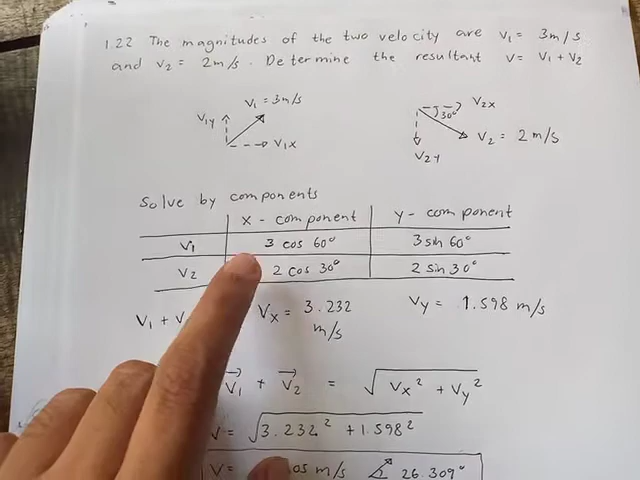 1.22 The magnitudes of the two velocity are V₁ = 3m/s
and V₂ = 2m/s. Determine the resultant V = V₁ + V₂
V₁ = 3m/s
V₁y
V₁x
30°
V₂x
V₂ = 2 m/s
V₂y
Solve by components
X - component Y - component
V₁ 3 cos 60° 3 sin 60°
V₂ 2 cos 30° 2 sin 30°
V₁ + V Vx = 3.232 m/s Vy = 1.598 m/s
V₁ + V₂ = √Vx² + Vy²
V = √3.232² + 1.598²
V = 05 m/s 26.309°